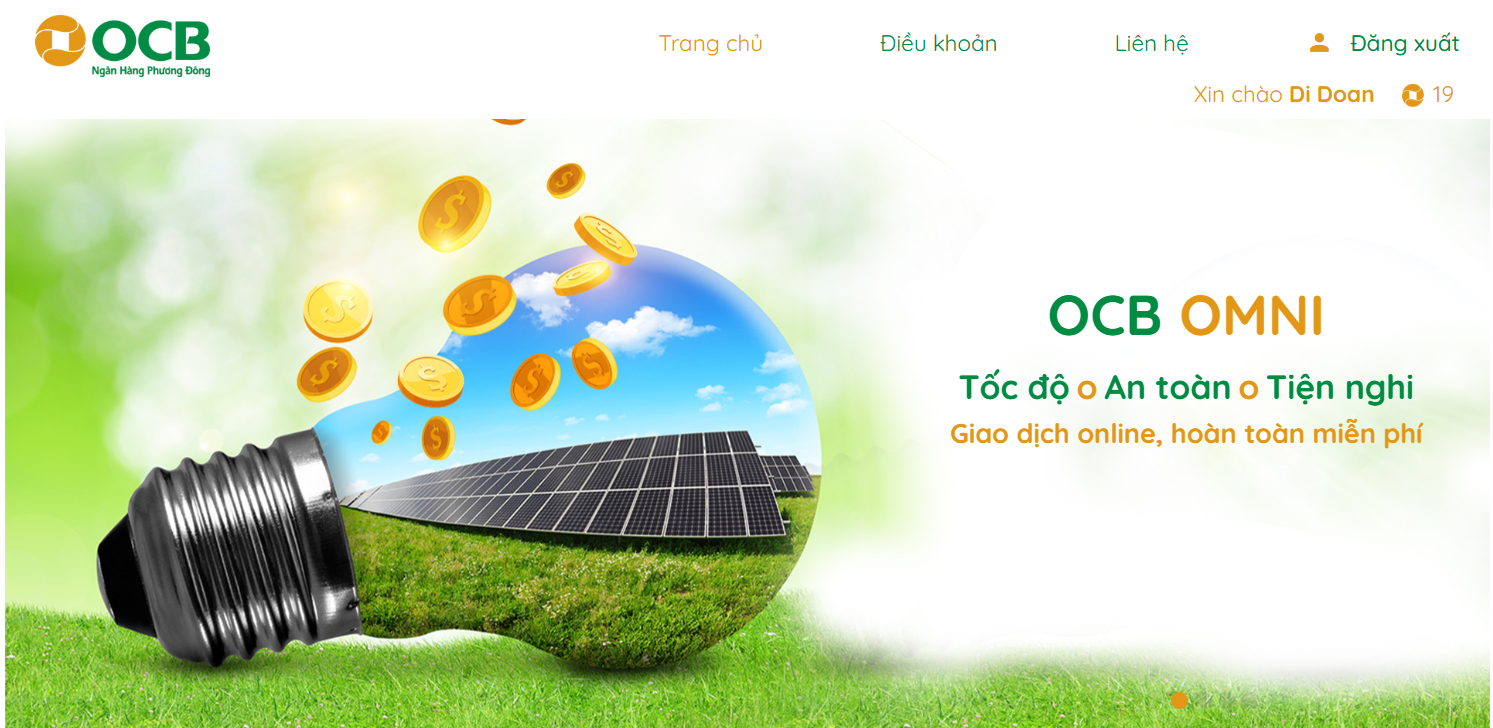 OCB
Ngân Hàng Phương Đông
Trang chủ
Điều khoản
Liên hệ
Đăng xuất
Xin chào Di Doan
19
OCB OMNI
Tốc độ o An toàn o Tiện nghi
Giao dịch online, hoàn toàn miễn phí